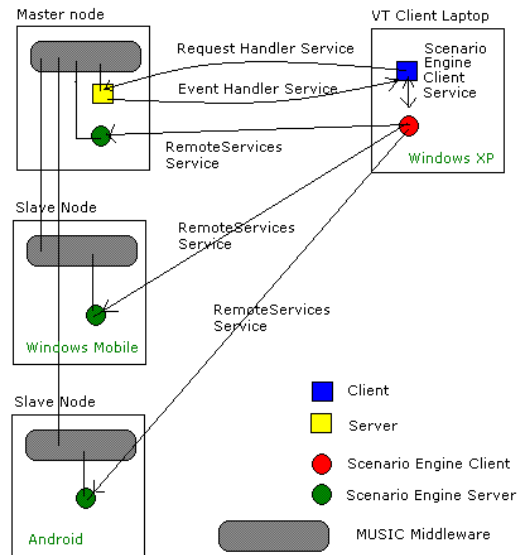 Master node
VT Client Laptop
Request Handler Service
Scenario
Engine
Client
Service
Event Handler Service
RemoteServices
Service
Windows XP
Slave Node
RemoteServices
Service
Windows Mobile
RemoteServices
Service
Slave Node
Android
Client
Server
Scenario Engine Client
Scenario Engine Server
MUSIC Middleware